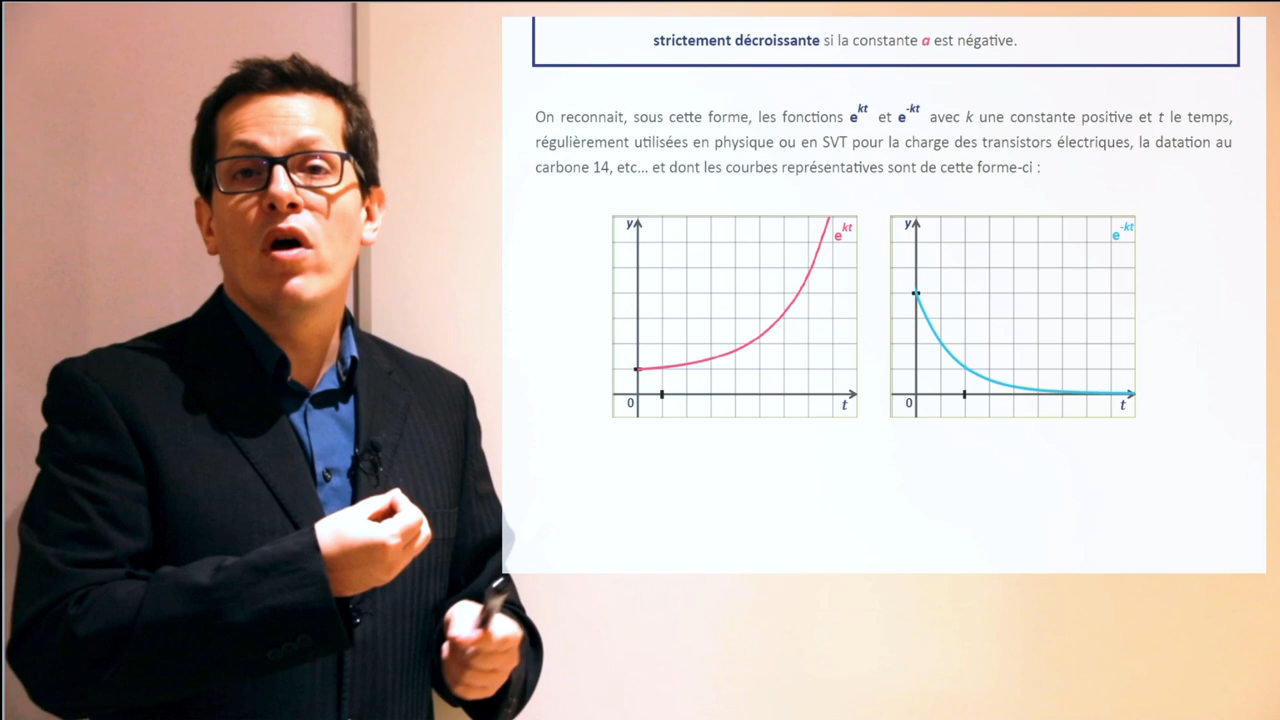 strictement décroissante si la constante a est négative.
On reconnait, sous cette forme, les fonctions e^kt et e^-kt avec k une constante positive et t le temps,
régulièrement utilisées en physique ou en SVT pour la charge des transistors électriques, la datation au
carbone 14, etc... et dont les courbes représentatives sont de cette forme-ci :
y e^kt
0 t
y e^-kt
0 t